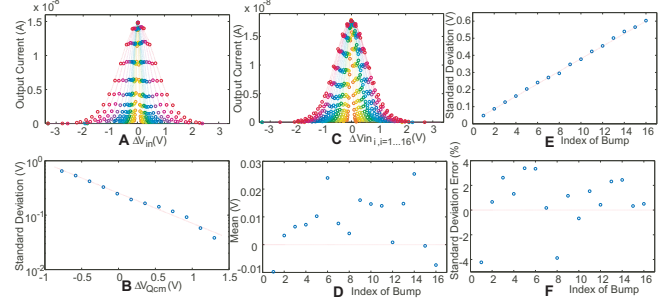 x 10⁻⁸
Output Current (A)
1.5
1.0
0.5
0
-3 -2 -1 0 1 2 3
A ΔVin(V)
x 10⁻⁸
Output Current (A)
1.5
1.0
0.5
0
-3 -2 -1 0 1 2 3
C ΔVin i,i=1...16(V)
Standard Deviation (V)
0.6
0.5
0.4
0.3
0.2
0.1
0
0 2 4 6 8 10 12 14 16
E Index of Bump
Standard Deviation (V)
10⁰
10⁻¹
10⁻²
-1 -0.5 0 0.5 1 1.5
B ΔVQcm(V)
Mean (V)
0.03
0.02
0.01
0
-0.01
0 2 4 6 8 10 12 14 16
D Index of Bump
Standard Deviation Error (%)
4
2
0
-2
-4
0 2 4 6 8 10 12 14 16
F Index of Bump